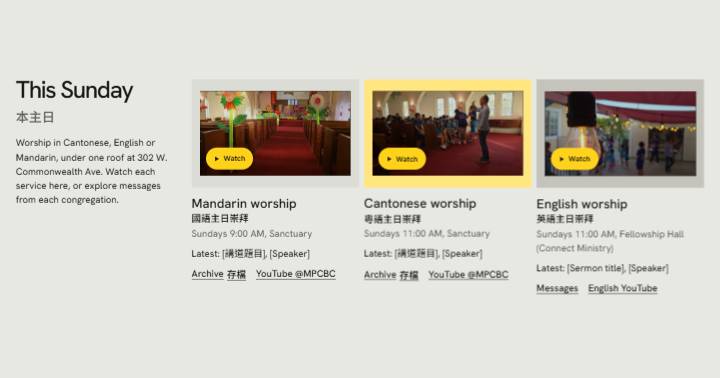 This Sunday
本主日
Worship in Cantonese, English or
Mandarin, under one roof at 302 W.
Commonwealth Ave. Watch each
service here, or explore messages
from each congregation.
Watch
Mandarin worship
國語主日崇拜
Sundays 9:00 AM, Sanctuary
Latest: [講道題目], [Speaker]
Archive 存檔 YouTube @MPCBC
Watch
Cantonese worship
粵語主日崇拜
Sundays 11:00 AM, Sanctuary
Latest: [講道題目], [Speaker]
Archive 存檔 YouTube @MPCBC
Watch
English worship
英語主日崇拜
Sundays 11:00 AM, Fellowship Hall
(Connect Ministry)
Latest: [Sermon title], [Speaker]
Messages English YouTube